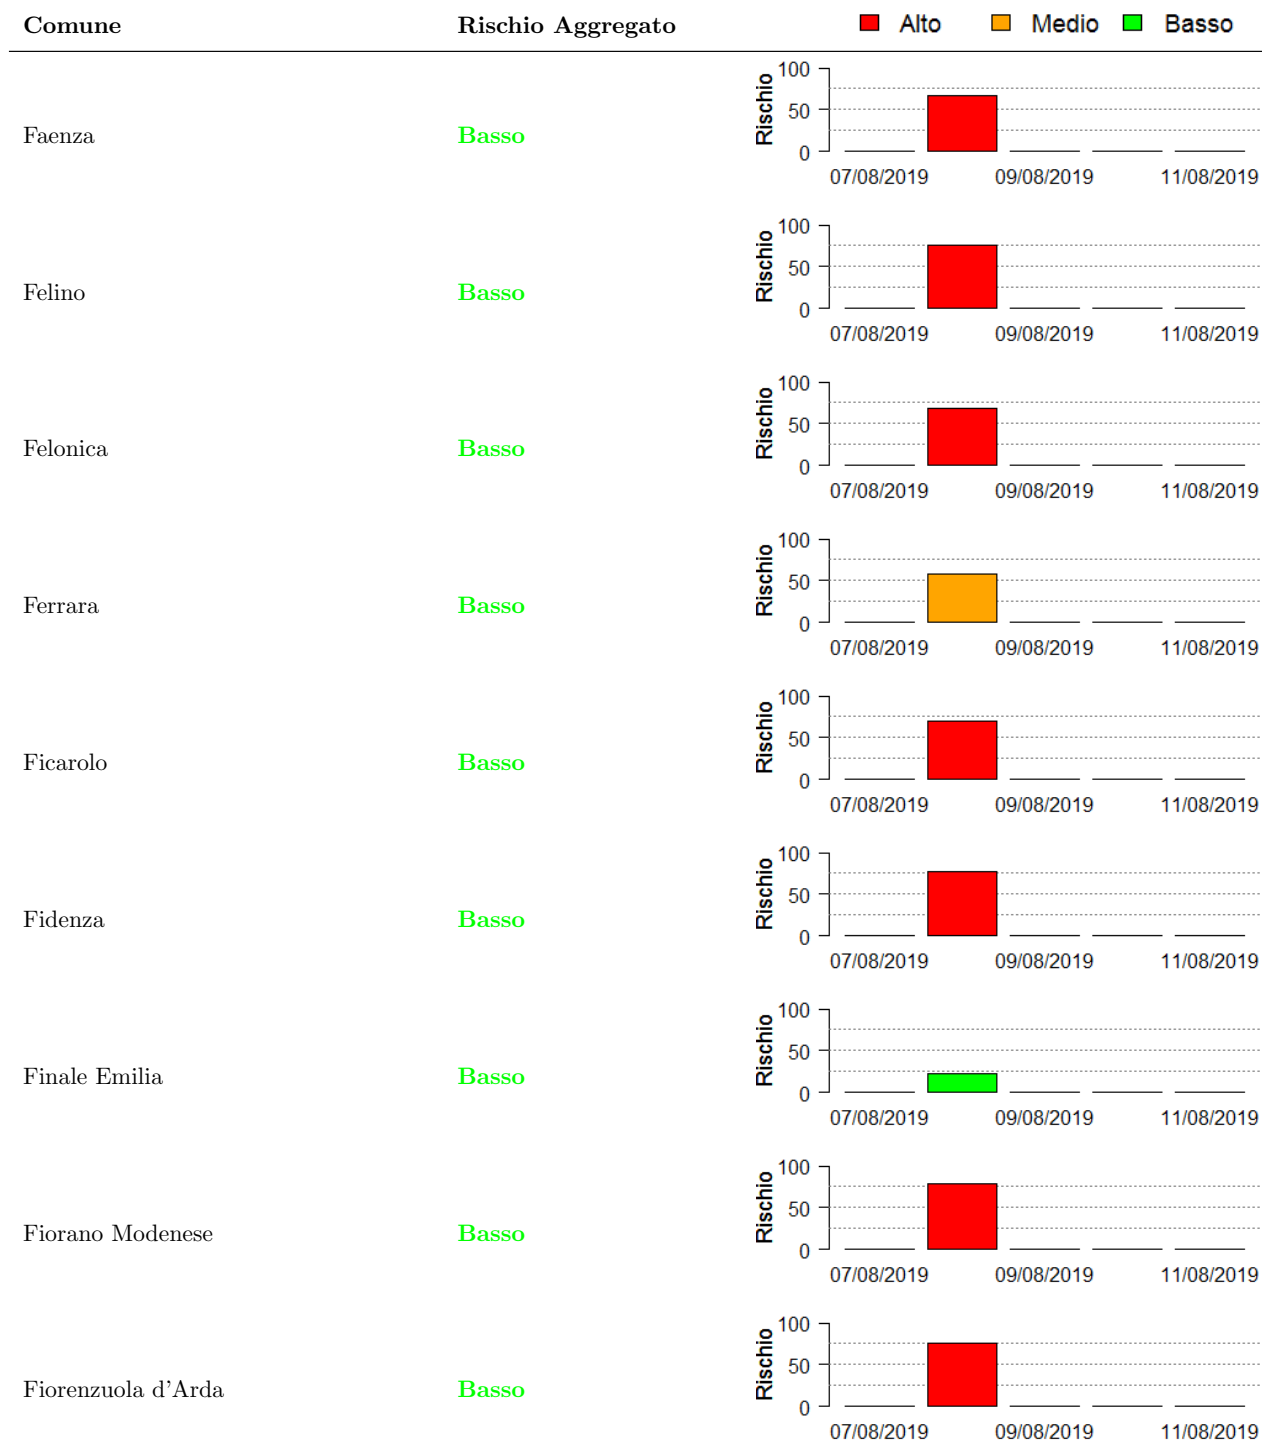 Comune Rischio Aggregato Alto Medio Basso
Faenza Basso Rischio 100 50 0
07/08/2019 09/08/2019 11/08/2019
Felino Basso Rischio 100 50 0
07/08/2019 09/08/2019 11/08/2019
Felonica Basso Rischio 100 50 0
07/08/2019 09/08/2019 11/08/2019
Ferrara Basso Rischio 100 50 0
07/08/2019 09/08/2019 11/08/2019
Ficarolo Basso Rischio 100 50 0
07/08/2019 09/08/2019 11/08/2019
Fidenza Basso Rischio 100 50 0
07/08/2019 09/08/2019 11/08/2019
Finale Emilia Basso Rischio 100 50 0
07/08/2019 09/08/2019 11/08/2019
Fiorano Modenese Basso Rischio 100 50 0
07/08/2019 09/08/2019 11/08/2019
Fiorenzuola d'Arda Basso Rischio 100 50 0
07/08/2019 09/08/2019 11/08/2019